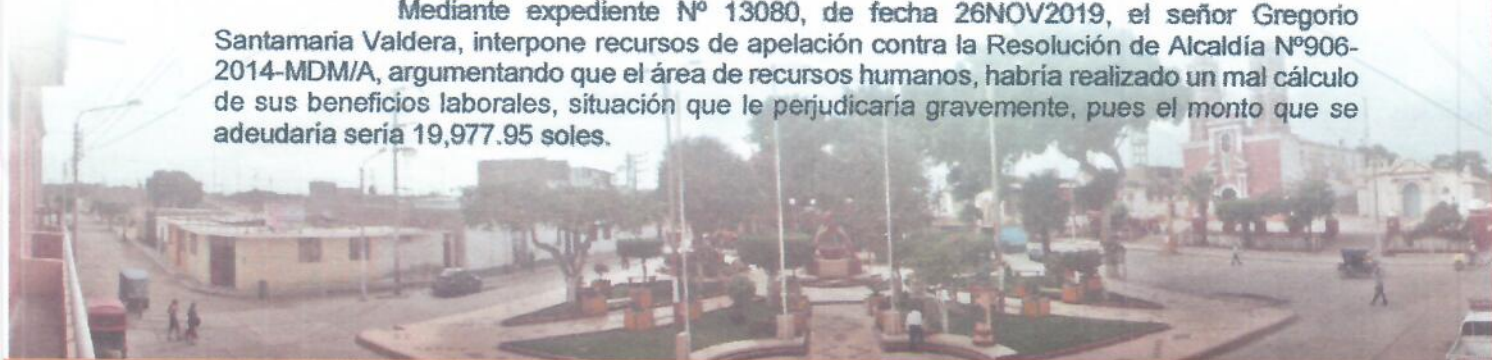 Mediante expediente Nº 13080, de fecha 26NOV2019, el señor Gregorio
Santamaria Valdera, interpone recursos de apelación contra la Resolución de Alcaldía Nº906-
2014-MDM/A, argumentando que el área de recursos humanos, habría realizado un mal cálculo
de sus beneficios laborales, situación que le perjudicaría gravemente, pues el monto que se
adeudaría sería 19,977.95 soles.